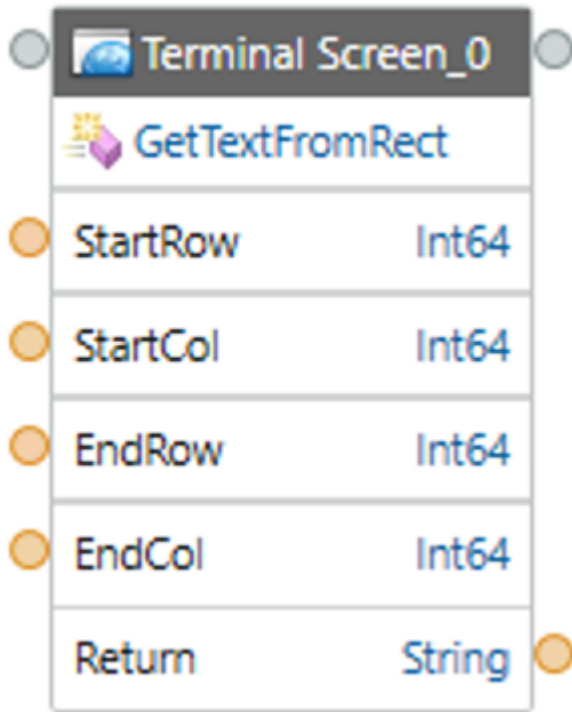 Terminal Screen_0
GetTextFromRect
StartRow Int64
StartCol Int64
EndRow Int64
EndCol Int64
Return String